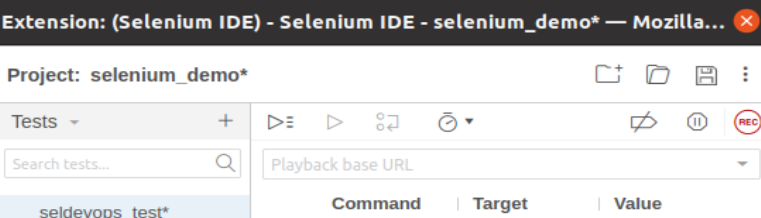 Extension: (Selenium IDE) - Selenium IDE - selenium_demo* — Mozilla...
Project: selenium_demo*
Tests
REC
Search tests...
Playback base URL
Command Target Value
seldevops_test*